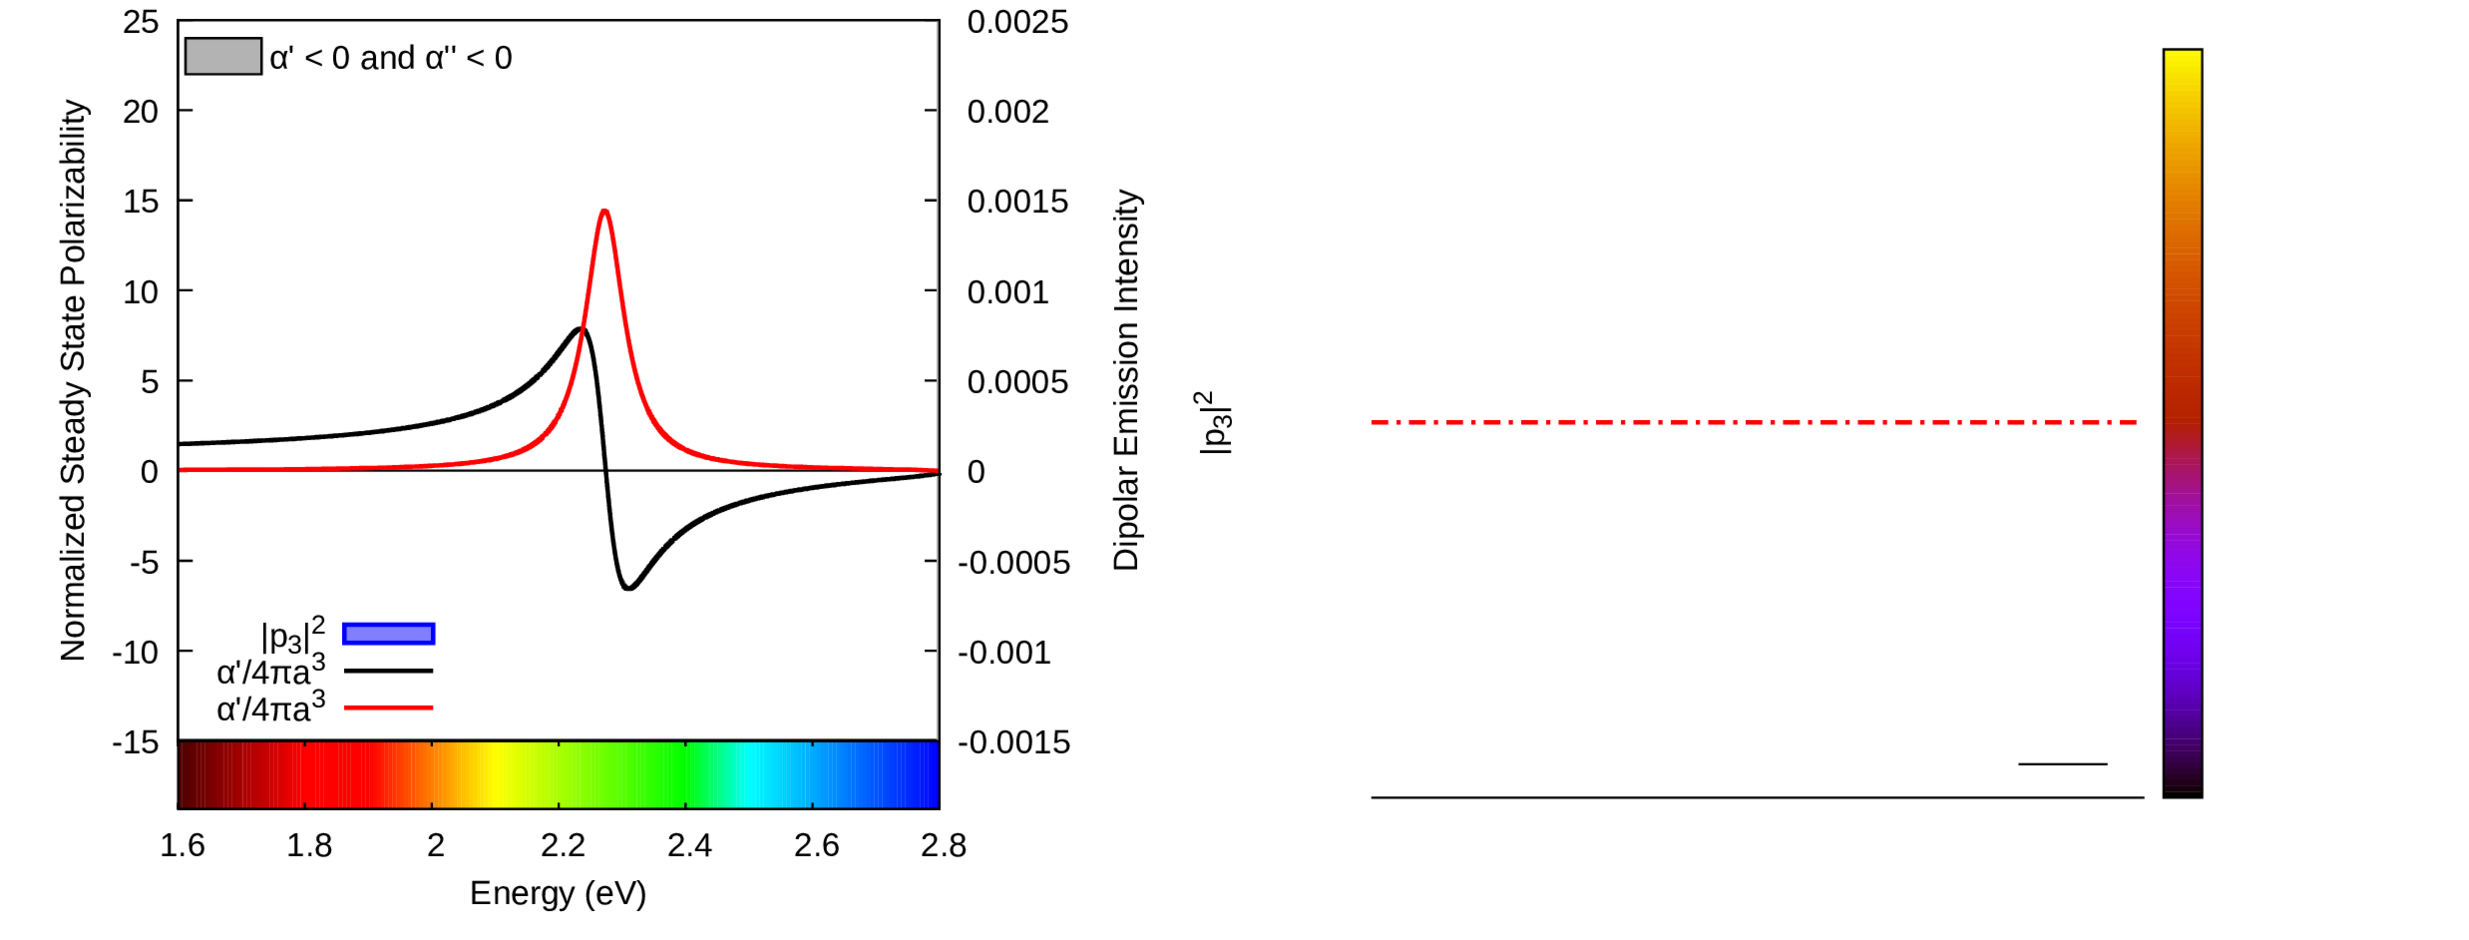 25
20
15
10
5
0
-5
-10
-15
Normalized Steady State Polarizability
α' < 0 and α'' < 0
|p3|2
α'/4πa3
α'/4πa3
1.6 1.8 2 2.2 2.4 2.6 2.8
Energy (eV)
0.0025
0.002
0.0015
0.001
0.0005
0
-0.0005
-0.001
-0.0015
Dipolar Emission Intensity
|p3|2